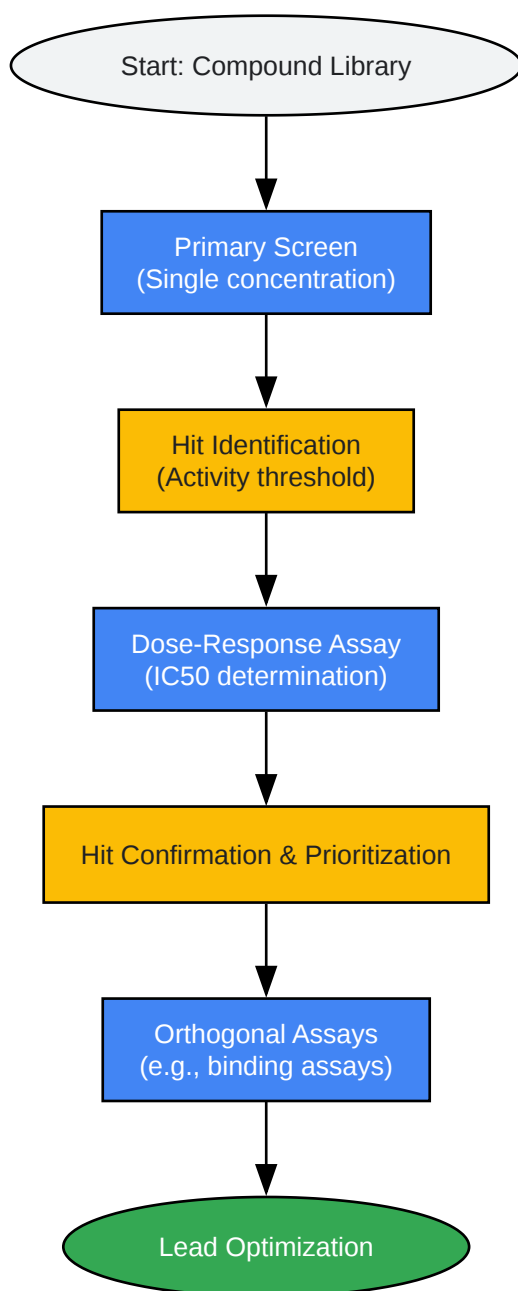 Start: Compound Library
Primary Screen
(Single concentration)
Hit Identification
(Activity threshold)
Dose-Response Assay
(IC50 determination)
Hit Confirmation & Prioritization
Orthogonal Assays
(e.g., binding assays)
Lead Optimization